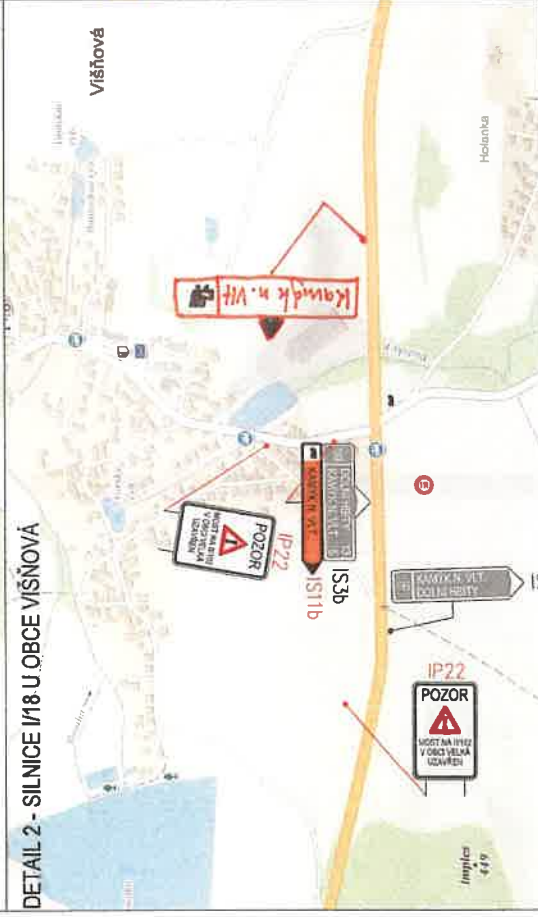 DETAIL 2 - SILNICE I/18 U OBCE VIŠŇOVÁ
Višňová
Holanka
Kamýk n. Vlt
POZOR
MOST NA II/102
V OBCI VELKÁ
UZAVŘEN
IP22
IS3b
IS11b
DOLNÍ HBITY
KAMÝK N. VLT.
KAMÝK N. VLT.
KAMÝK N. VLT.
DOLNÍ HBITY
IP22
POZOR
MOST NA II/102
V OBCI VELKÁ
UZAVŘEN
449